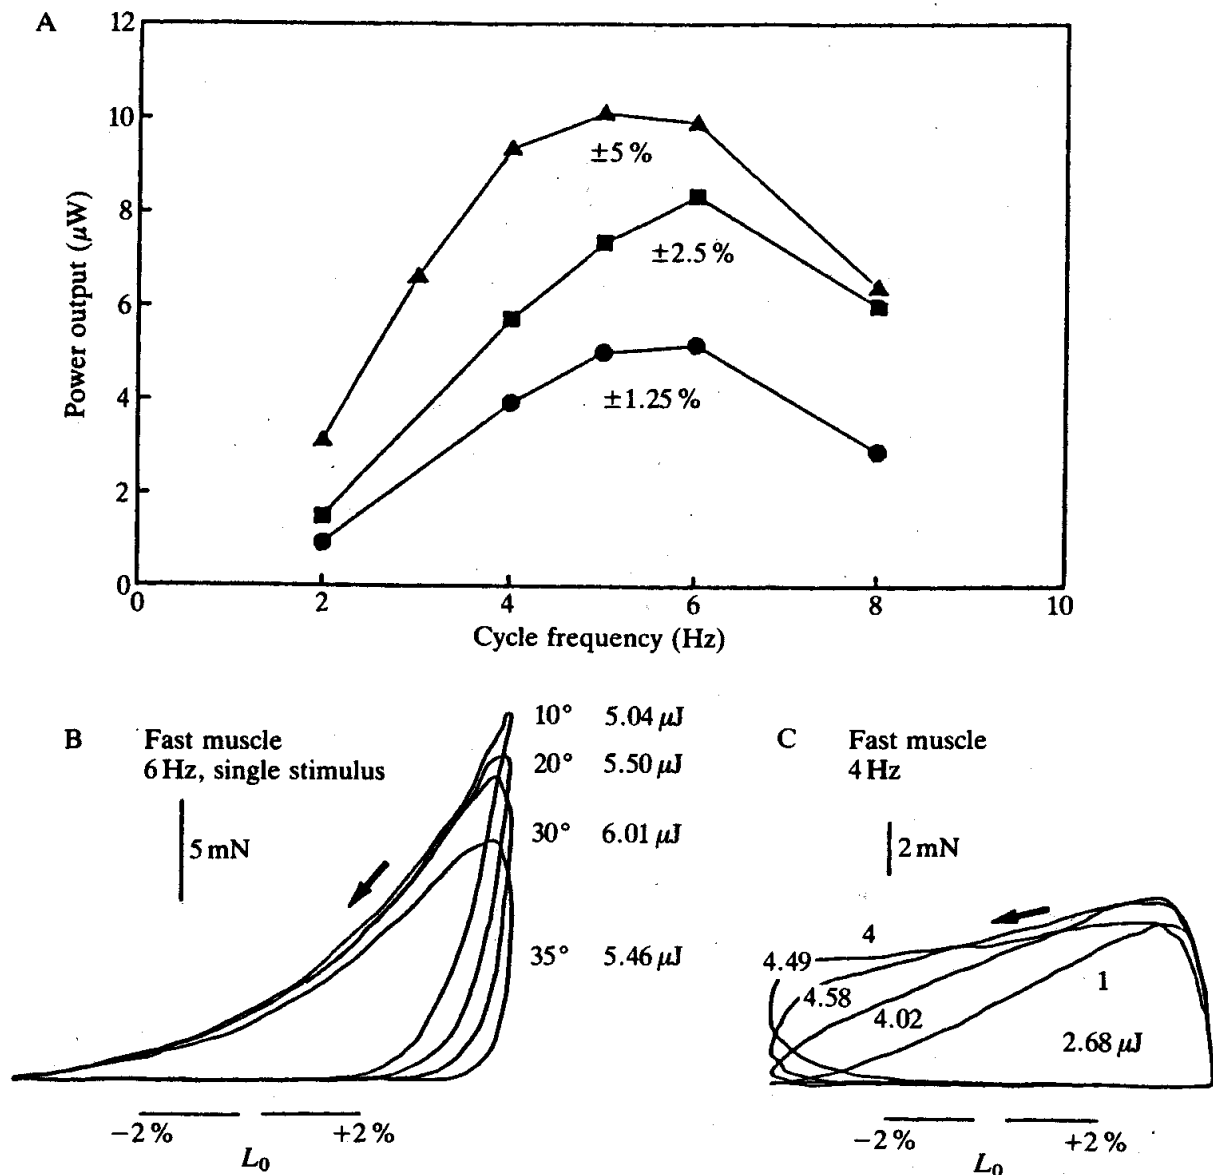 A
12
10
8
6
4
2
0
Power output (μW)
±5 %
±2.5 %
±1.25 %
0 2 4 6 8 10
Cycle frequency (Hz)
B Fast muscle
6 Hz, single stimulus
5 mN
10° 5.04 μJ
20° 5.50 μJ
30° 6.01 μJ
35° 5.46 μJ
−2 % +2 %
L₀
C Fast muscle
4 Hz
2 mN
4
4.49
4.58
4.02
1
2.68 μJ
−2 % +2 %
L₀